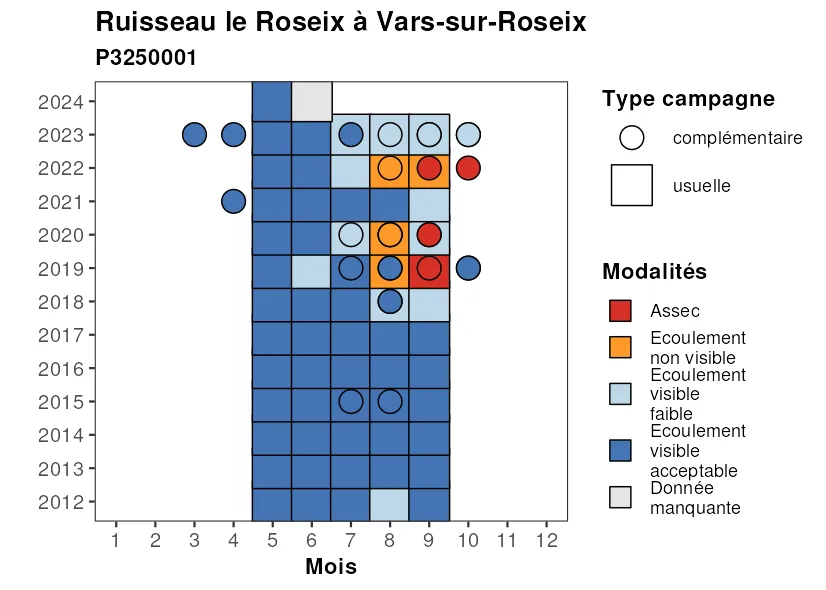 Ruisseau le Roseix à Vars-sur-Roseix
P3250001
2024
2023
2022
2021
2020
2019
2018
2017
2016
2015
2014
2013
2012
1 2 3 4 5 6 7 8 9 10 11 12
Mois
Type campagne
complémentaire
usuelle
Modalités
Assec
Ecoulement
non visible
Ecoulement
visible
faible
Ecoulement
visible
acceptable
Donnée
manquante